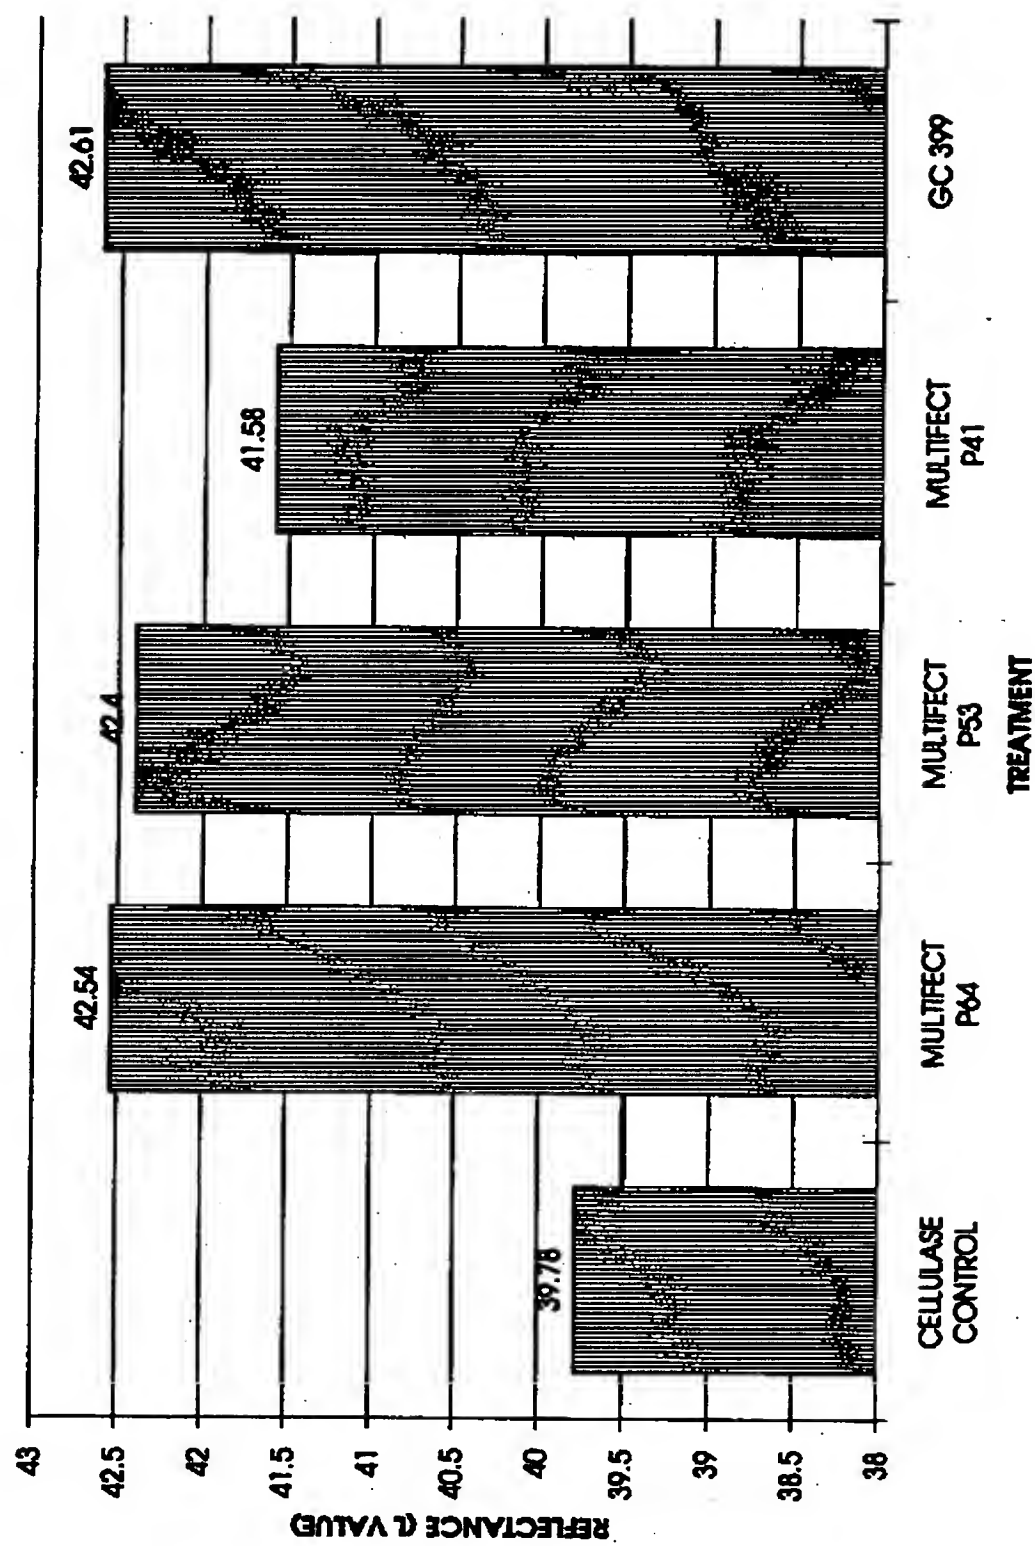 REFLECTANCE (L VALUE)
43
42.5
42
41.5
41
40.5
40
39.5
39
38.5
38
39.78
42.54
42.4
41.58
42.61
CELLULASE
CONTROL
MULTIFECT
P64
MULTIFECT
P53
MULTIFECT
P41
GC 399
TREATMENT